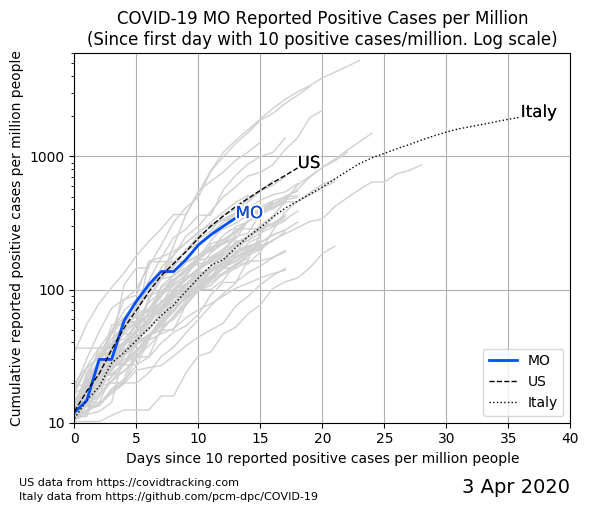 COVID-19 MO Reported Positive Cases per Million
(Since first day with 10 positive cases/million. Log scale)
Cumulative reported positive cases per million people
1000
100
10
Italy
US
MO
MO
US
Italy
0 5 10 15 20 25 30 35 40
Days since 10 reported positive cases per million people
US data from https://covidtracking.com
Italy data from https://github.com/pcm-dpc/COVID-19
3 Apr 2020